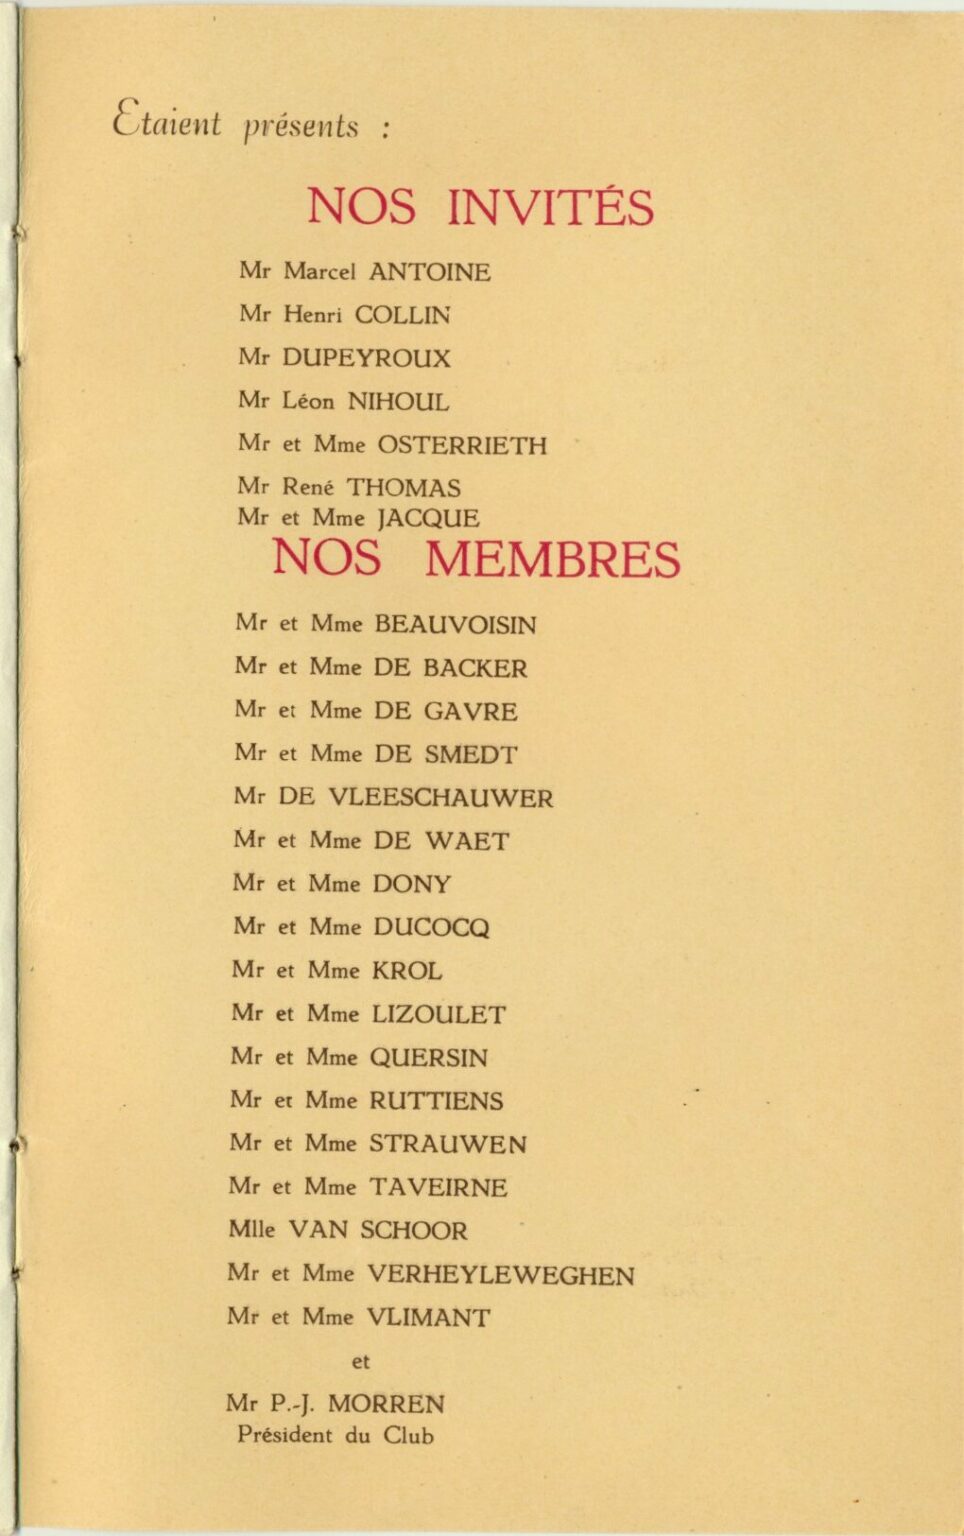 Etaient présents :
NOS INVITÉS
Mr Marcel ANTOINE
Mr Henri COLLIN
Mr DUPEYROUX
Mr Léon NIHOUL
Mr et Mme OSTERRIETH
Mr René THOMAS
Mr et Mme JACQUE
NOS MEMBRES
Mr et Mme BEAUVOISIN
Mr et Mme DE BACKER
Mr et Mme DE GAVRE
Mr et Mme DE SMEDT
Mr DE VLEESCHAUWER
Mr et Mme DE WAET
Mr et Mme DONY
Mr et Mme DUCOCQ
Mr et Mme KROL
Mr et Mme LIZOULET
Mr et Mme QUERSIN
Mr et Mme RUTTIENS
Mr et Mme STRAUWEN
Mr et Mme TAVEIRNE
Mlle VAN SCHOOR
Mr et Mme VERHEYLEWEGHEN
Mr et Mme VLIMANT
et
Mr P.-J. MORREN
Président du Club